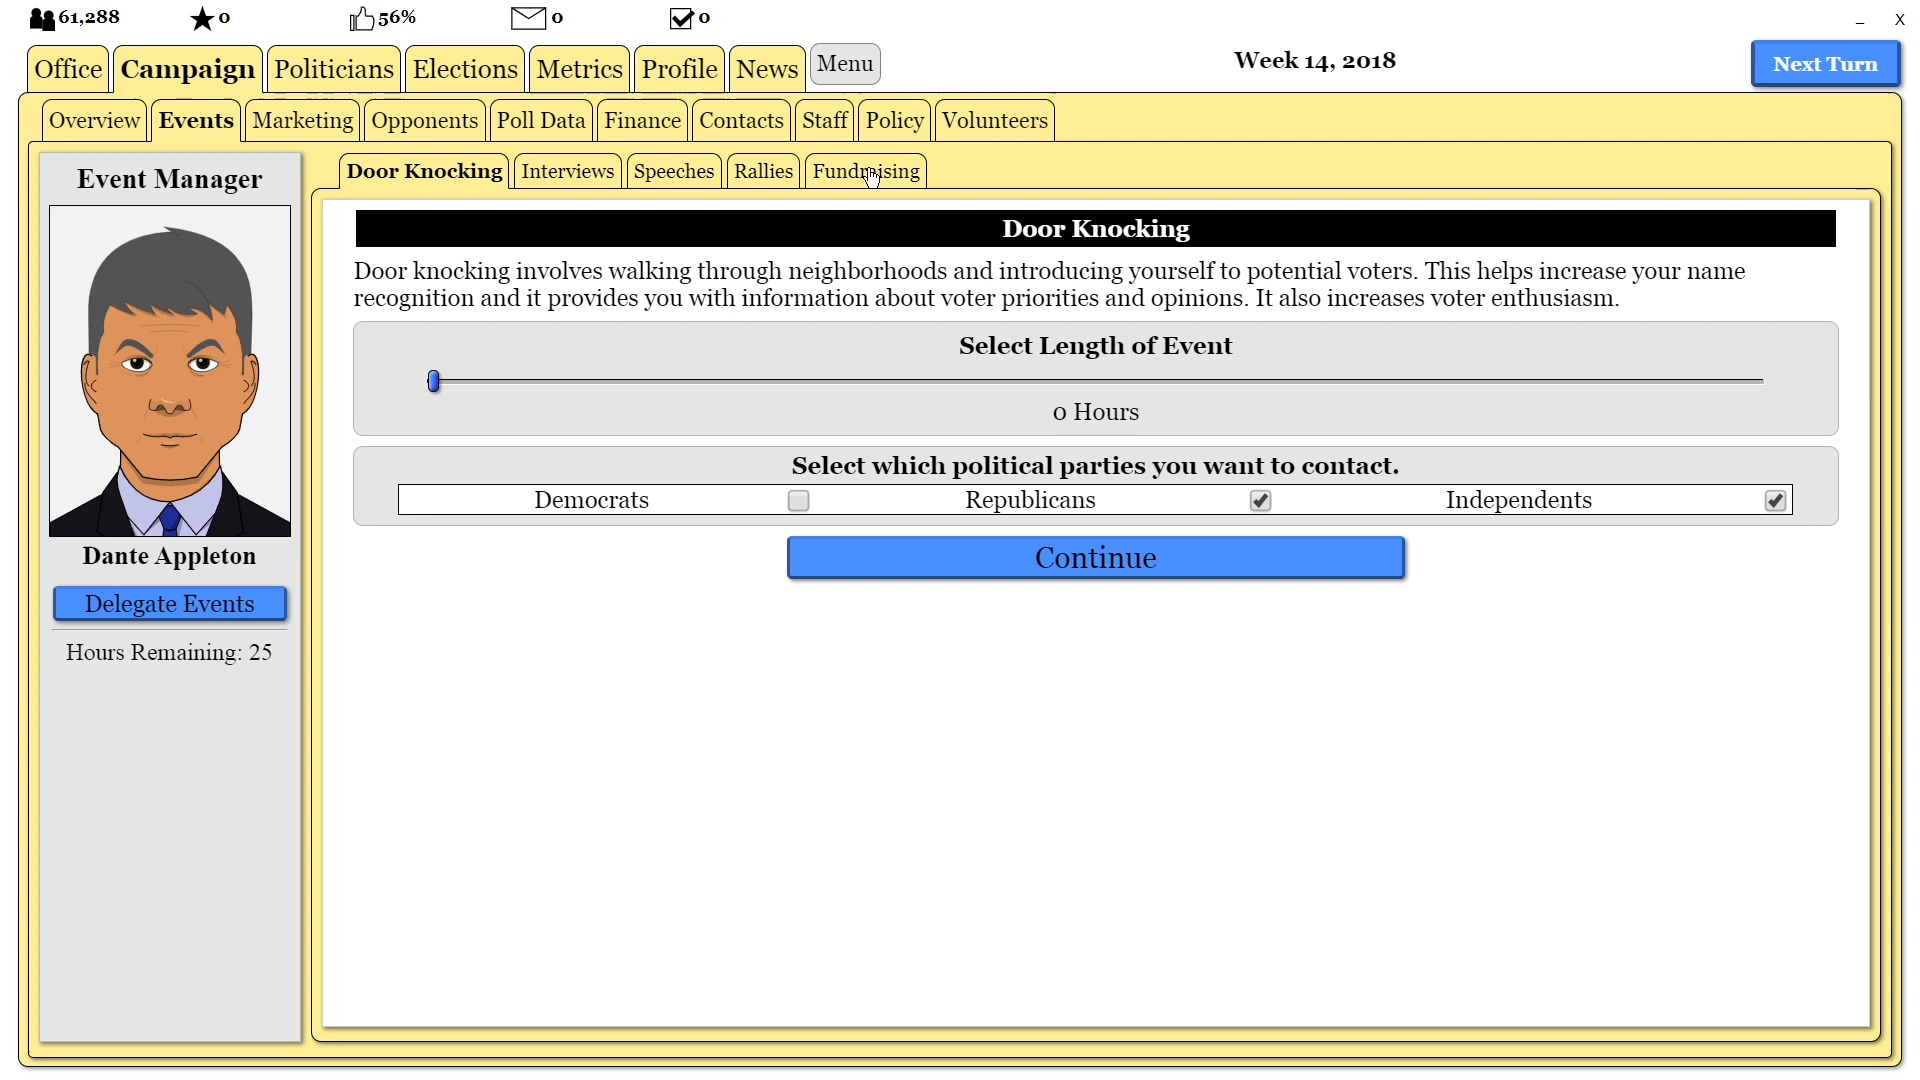 61,288 0 56% 0 0
_ X
Office Campaign Politicians Elections Metrics Profile News Menu Week 14, 2018 Next Turn
Overview Events Marketing Opponents Poll Data Finance Contacts Staff Policy Volunteers
Event Manager
Dante Appleton
Delegate Events
Hours Remaining: 25
Door Knocking Interviews Speeches Rallies Fundraising
Door Knocking
Door knocking involves walking through neighborhoods and introducing yourself to potential voters. This helps increase your name
recognition and it provides you with information about voter priorities and opinions. It also increases voter enthusiasm.
Select Length of Event
0 Hours
Select which political parties you want to contact.
Democrats Republicans Independents
Continue